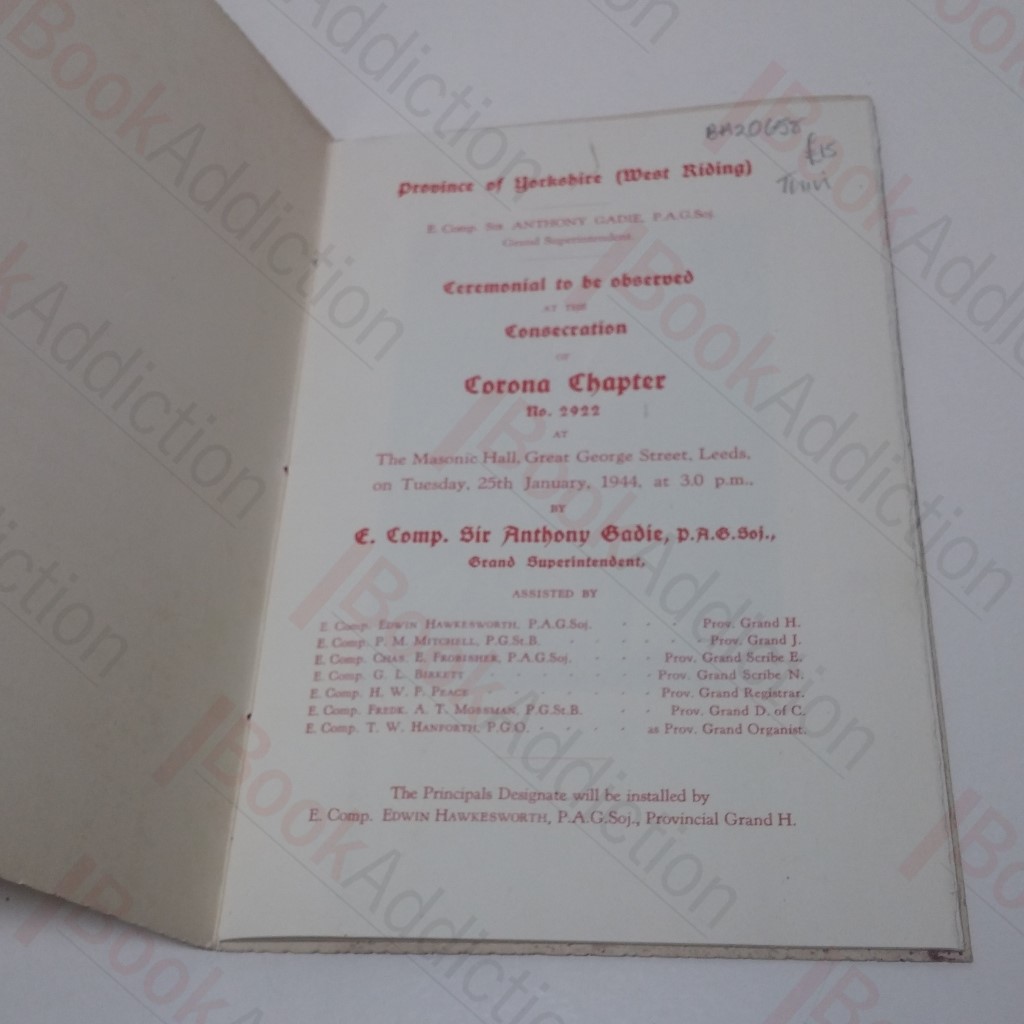 BH20658
£15
Province of Yorkshire (West Riding)
E. Comp. Sir ANTHONY GADIE, P.A.G.Soj.
Grand Superintendent.
Ceremonial to be observed
AT THE
Consecration
OF
Corona Chapter
No. 2922
AT
The Masonic Hall, Great George Street, Leeds,
on Tuesday, 25th January, 1944, at 3.0 p.m.,
BY
E. Comp. Sir Anthony Gadie, P.A.G.Soj.,
Grand Superintendent,
ASSISTED BY
E. Comp. EDWIN HAWKESWORTH, P.A.G.Soj. - - - Prov. Grand H.
E. Comp. P. M. MITCHELL, P.G.St.B. - - - - Prov. Grand J.
E. Comp. CHAS. E. FROBISHER, P.A.G.Soj. - - - Prov. Grand Scribe E.
E. Comp. G. L. BIRKETT - - - - - - - Prov. Grand Scribe N.
E. Comp. H. W. P. PEACE - - - - - - - Prov. Grand Registrar.
E. Comp. FREDK. A. T. MORSMAN, P.G.St.B. - - Prov. Grand D. of C.
E. Comp. T. W. HANFORTH, P.G.O. - - - - - as Prov. Grand Organist.
The Principals Designate will be installed by
E. Comp. EDWIN HAWKESWORTH, P.A.G.Soj., Provincial Grand H.
BookAddiction